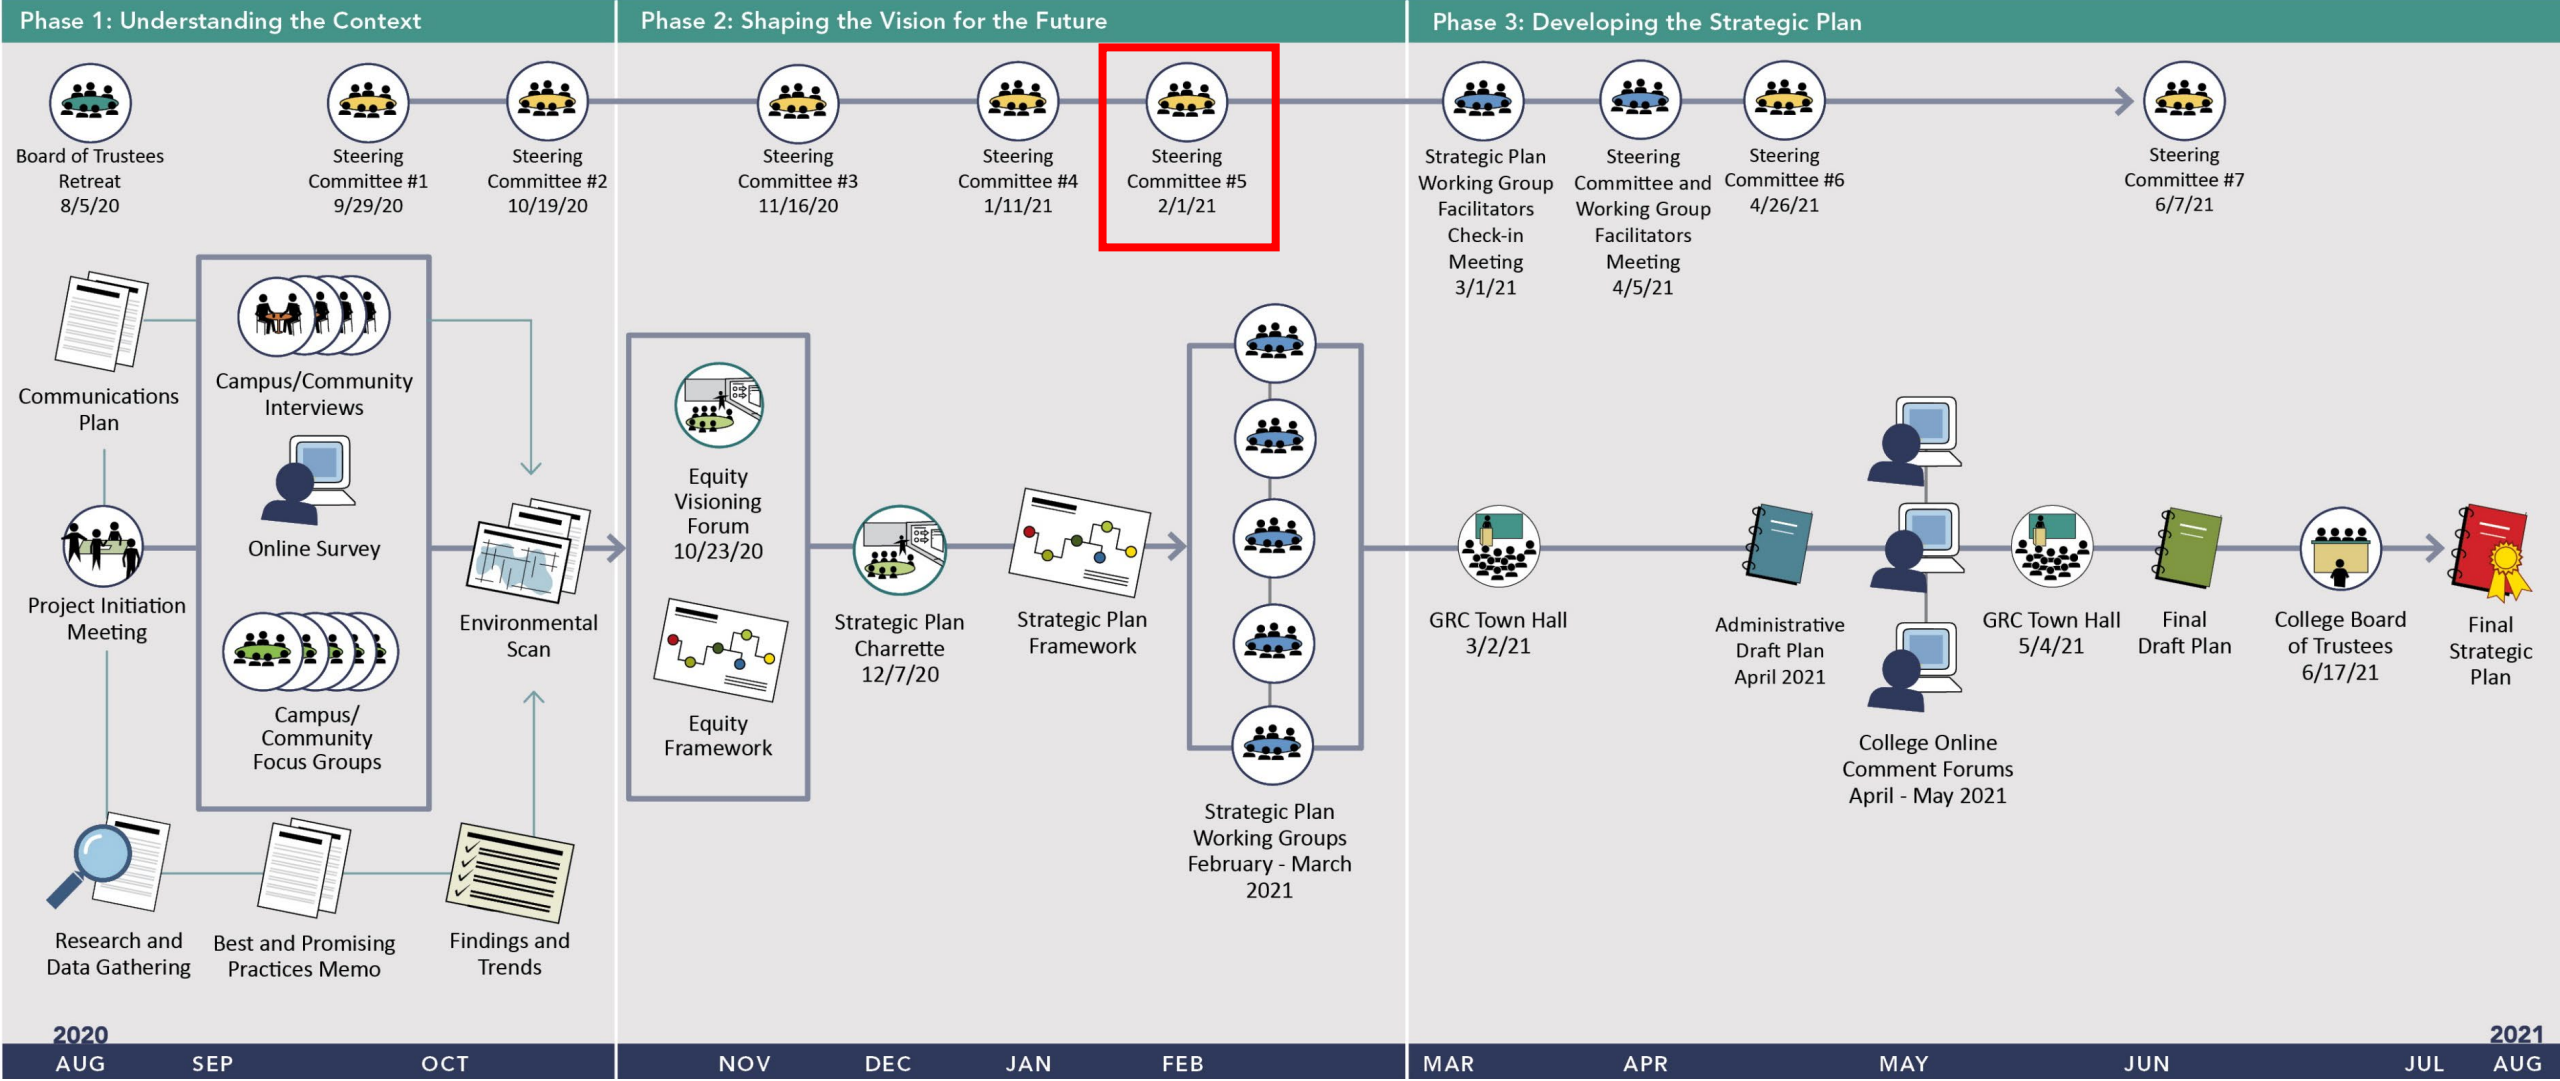 Phase 1: Understanding the Context
Phase 2: Shaping the Vision for the Future
Phase 3: Developing the Strategic Plan
Board of Trustees
Retreat
8/5/20
Steering
Committee #1
9/29/20
Steering
Committee #2
10/19/20
Steering
Committee #3
11/16/20
Steering
Committee #4
1/11/21
Steering
Committee #5
2/1/21
Strategic Plan
Working Group
Facilitators
Check-in
Meeting
3/1/21
Steering
Committee and
Working Group
Facilitators
Meeting
4/5/21
Steering
Committee #6
4/26/21
Steering
Committee #7
6/7/21
Communications
Plan
Project Initiation
Meeting
Research and
Data Gathering
Campus/Community
Interviews
Online Survey
Campus/
Community
Focus Groups
Best and Promising
Practices Memo
Environmental
Scan
Findings and
Trends
Equity
Visioning
Forum
10/23/20
Equity
Framework
Strategic Plan
Charrette
12/7/20
Strategic Plan
Framework
Strategic Plan
Working Groups
February - March
2021
GRC Town Hall
3/2/21
Administrative
Draft Plan
April 2021
College Online
Comment Forums
April - May 2021
GRC Town Hall
5/4/21
Final
Draft Plan
College Board
of Trustees
6/17/21
Final
Strategic
Plan
2020
2021
AUG
SEP
OCT
NOV
DEC
JAN
FEB
MAR
APR
MAY
JUN
JUL
AUG